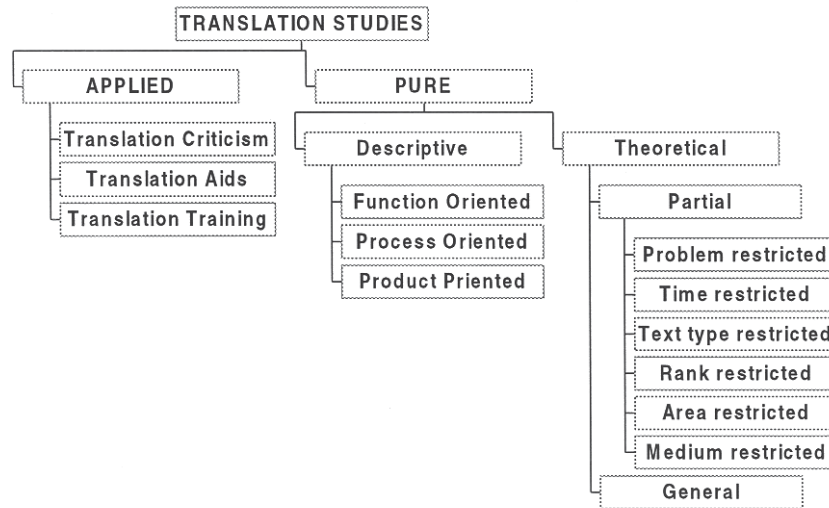 TRANSLATION STUDIES
APPLIED
PURE
Translation Criticism
Translation Aids
Translation Training
Descriptive
Theoretical
Function Oriented
Process Oriented
Product Priented
Partial
Problem restricted
Time restricted
Text type restricted
Rank restricted
Area restricted
Medium restricted
General